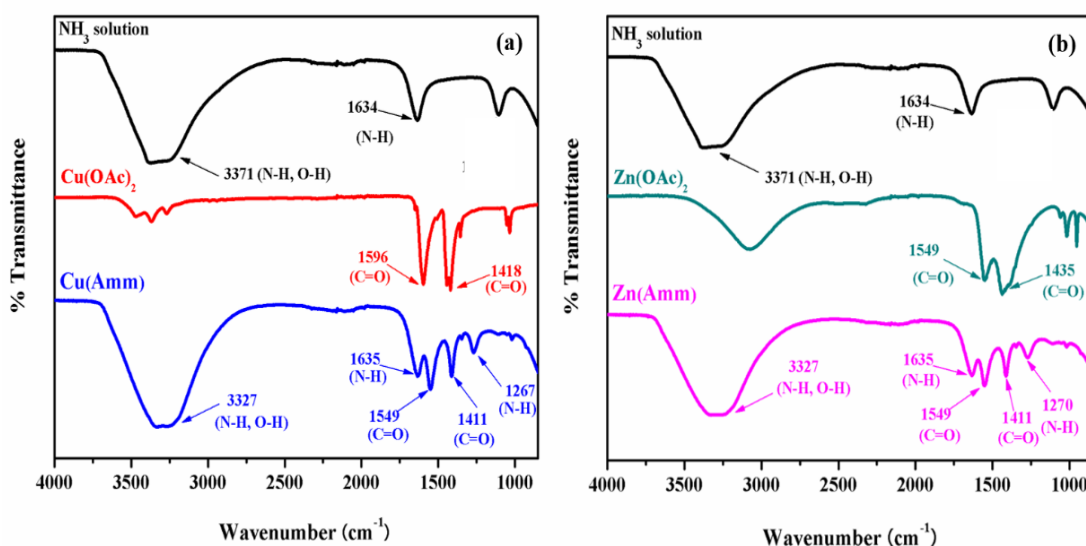 NH3 solution
(a)
1634
(N-H)
3371 (N-H, O-H)
Cu(OAc)2
1596
(C=O)
1418
(C=O)
Cu(Amm)
1635
(N-H)
1267
(N-H)
3327
(N-H, O-H)
1549
(C=O)
1411
(C=O)
% Transmittance
4000 3500 3000 2500 2000 1500 1000
Wavenumber (cm-1)
NH3 solution
(b)
1634
(N-H)
3371 (N-H, O-H)
Zn(OAc)2
1549
(C=O)
1435
(C=O)
Zn(Amm)
1635
(N-H)
3327
(N-H, O-H)
1549
(C=O)
1411
(C=O)
1270
(N-H)
% Transmittance
4000 3500 3000 2500 2000 1500 1000
Wavenumber (cm-1)